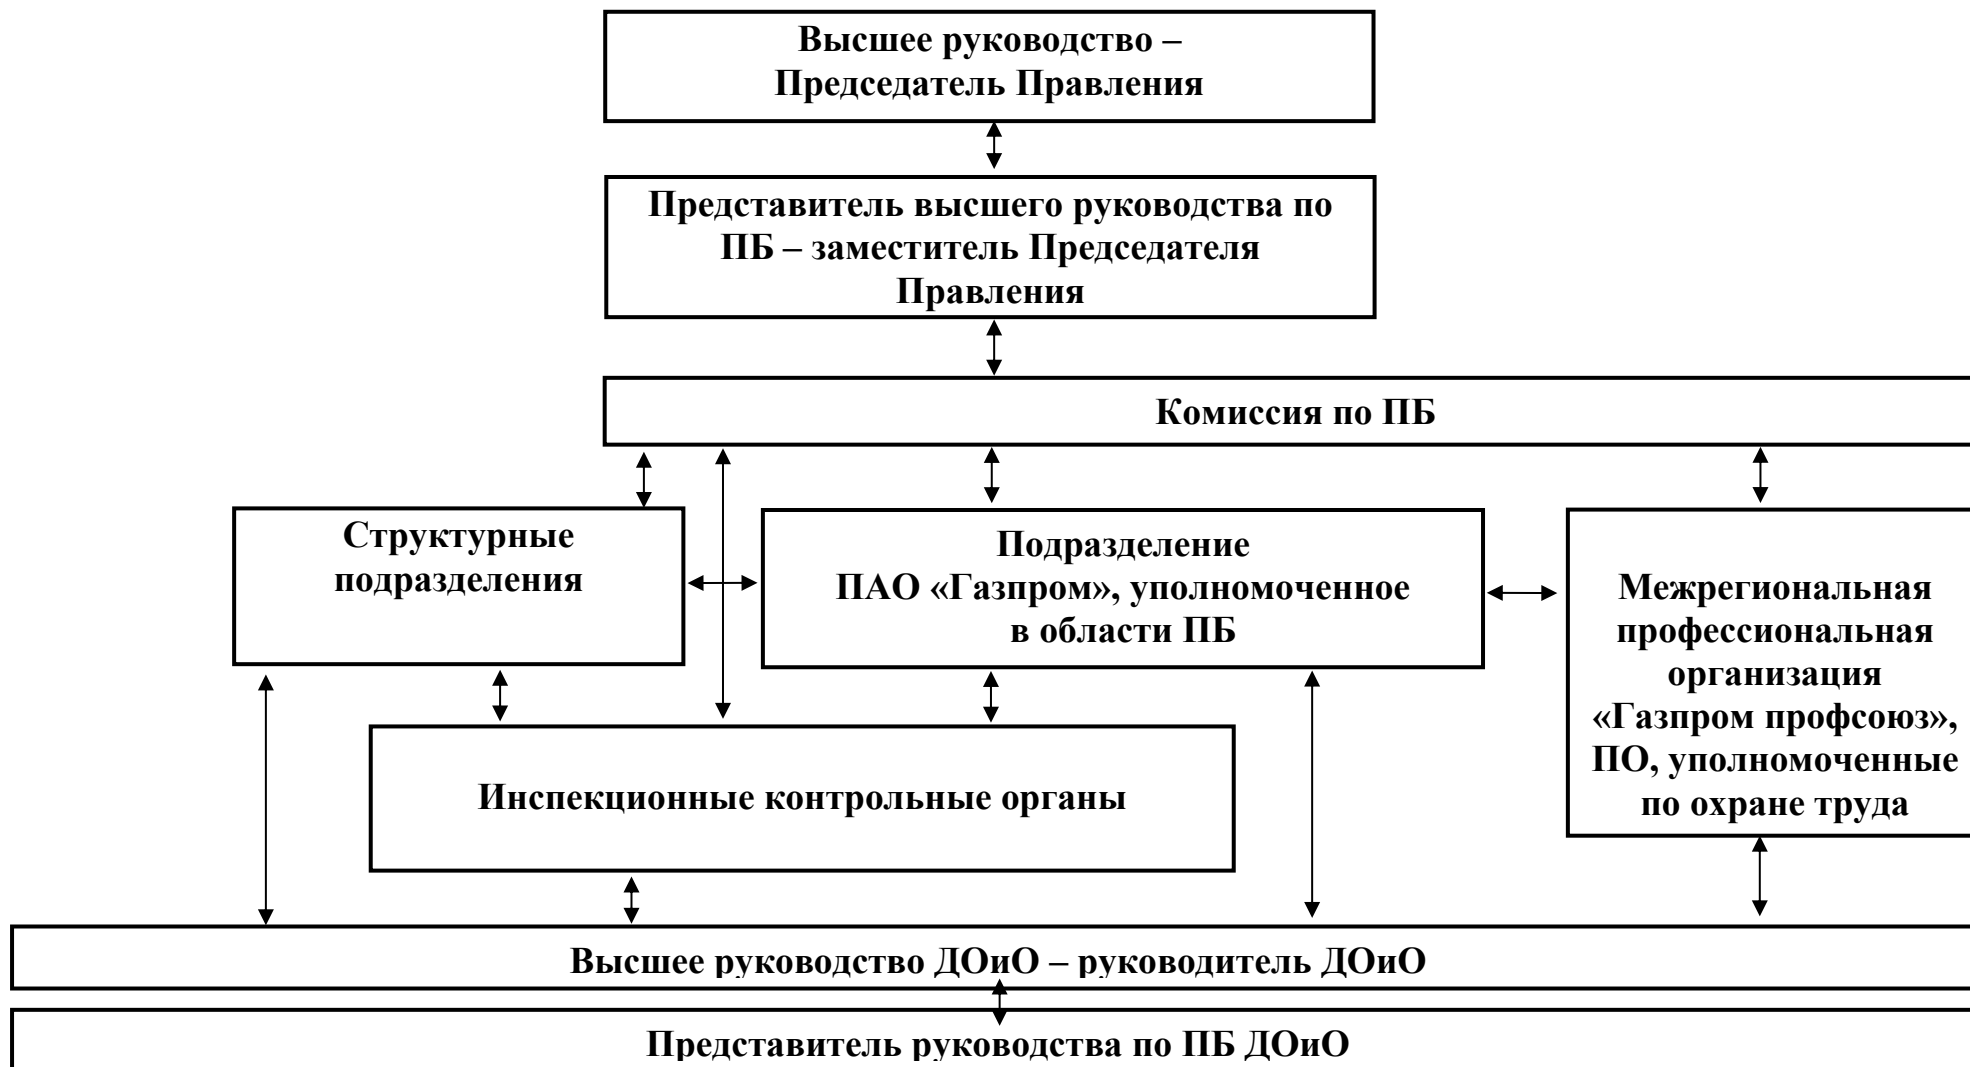 Высшее руководство –
Председатель Правления
Представитель высшего руководства по
ПБ – заместитель Председателя
Правления
Комиссия по ПБ
Структурные
подразделения
Подразделение
ПАО «Газпром», уполномоченное
в области ПБ
Межрегиональная
профессиональная
организация
«Газпром профсоюз»,
ПО, уполномоченные
по охране труда
Инспекционные контрольные органы
Высшее руководство ДОиО – руководитель ДОиО
Представитель руководства по ПБ ДОиО